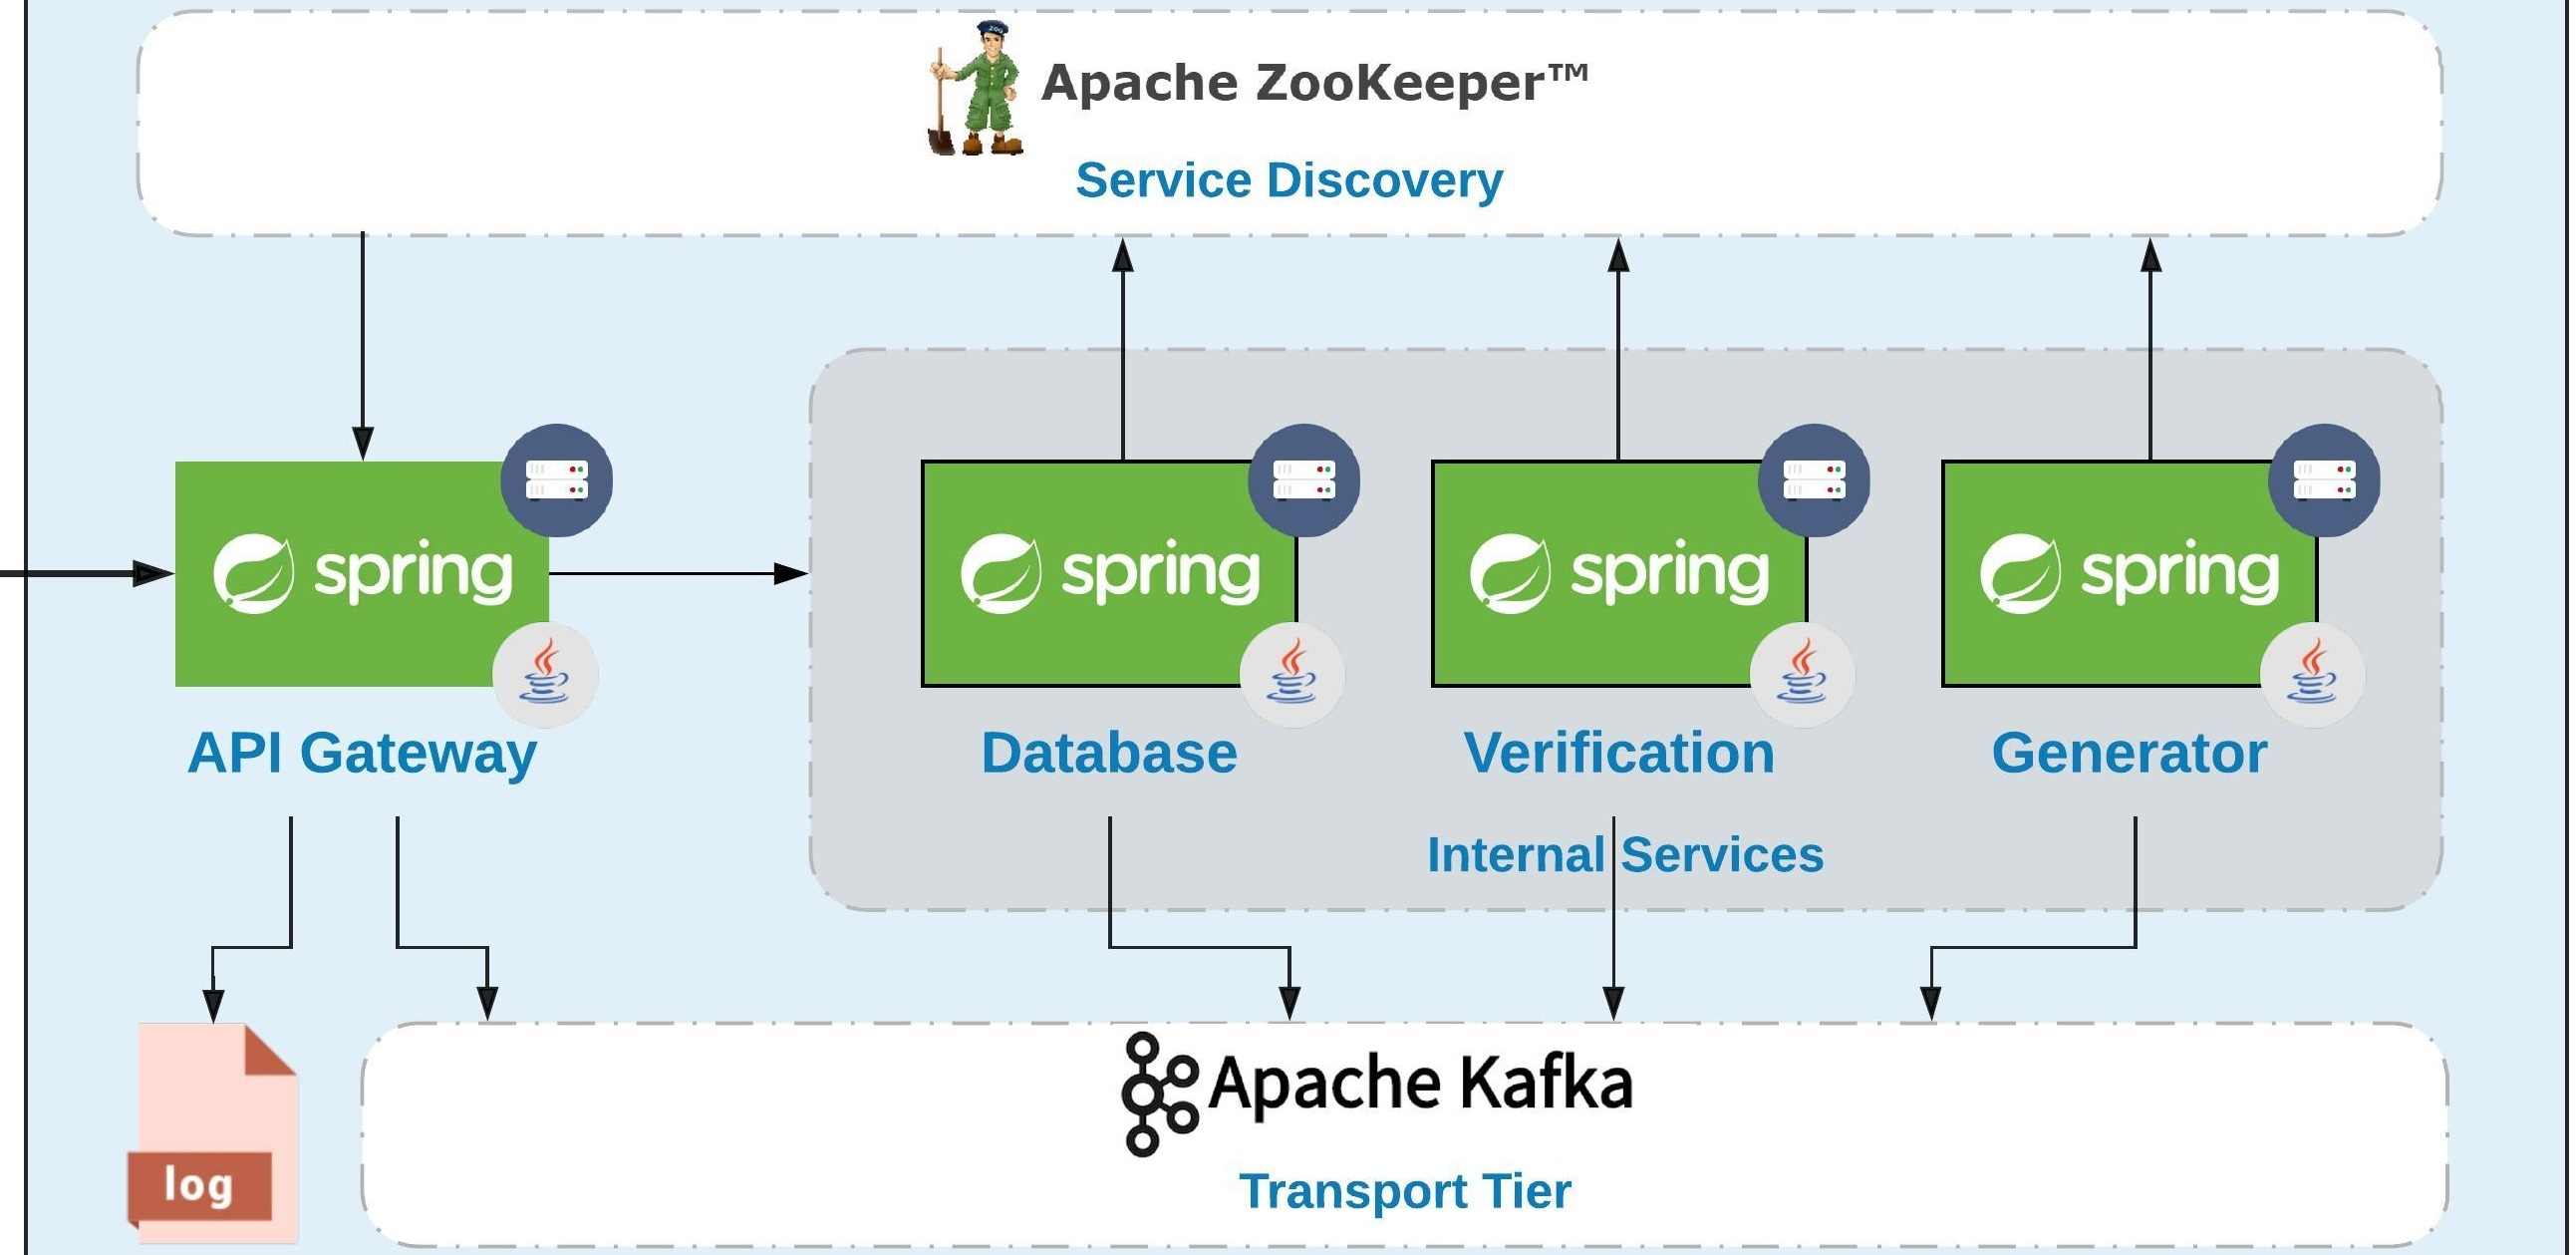 Apache ZooKeeper™
Service Discovery
spring
spring
spring
spring
API Gateway
Database
Verification
Generator
Internal Services
log
Apache Kafka
Transport Tier